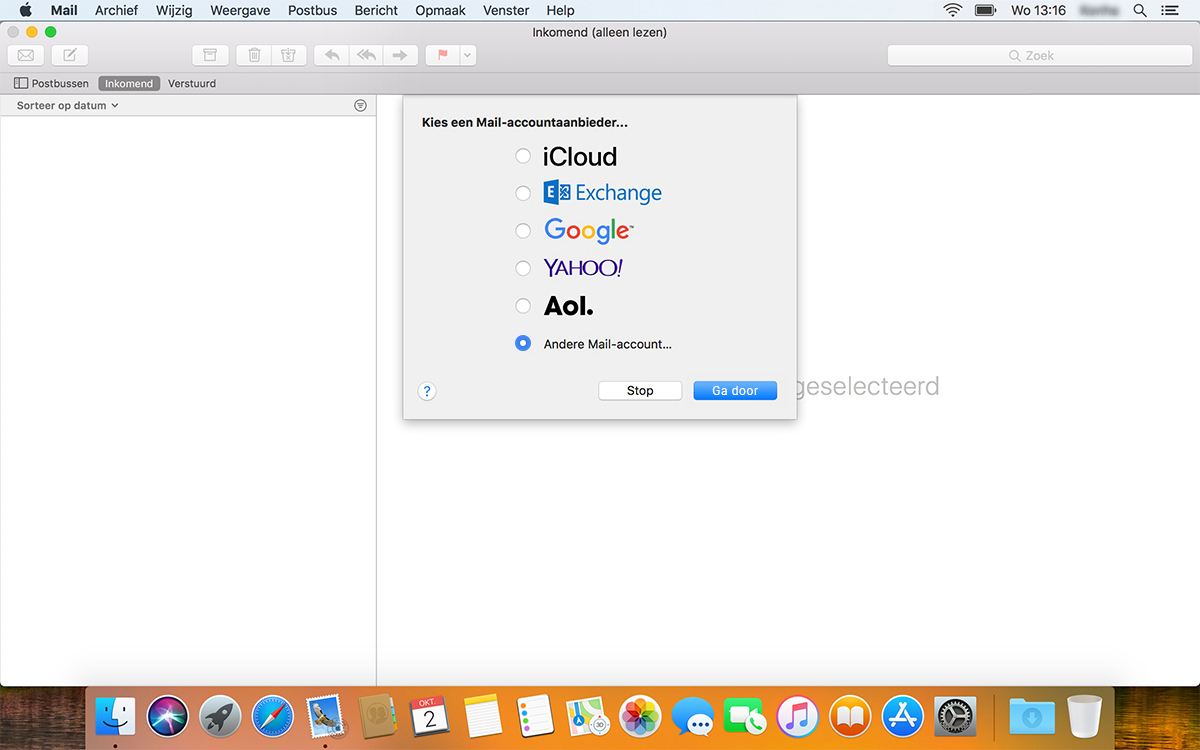 Mail Archief Wijzig Weergave Postbus Bericht Opmaak Venster Help Wo 13:16
Inkomend (alleen lezen)
Zoek
Postbussen Inkomend Verstuurd
Sorteer op datum
Kies een Mail-accountaanbieder...
iCloud
E Exchange
Google™
YAHOO!
Aol.
Andere Mail-account...
geselecteerd
? Stop Ga door
OKT.
2